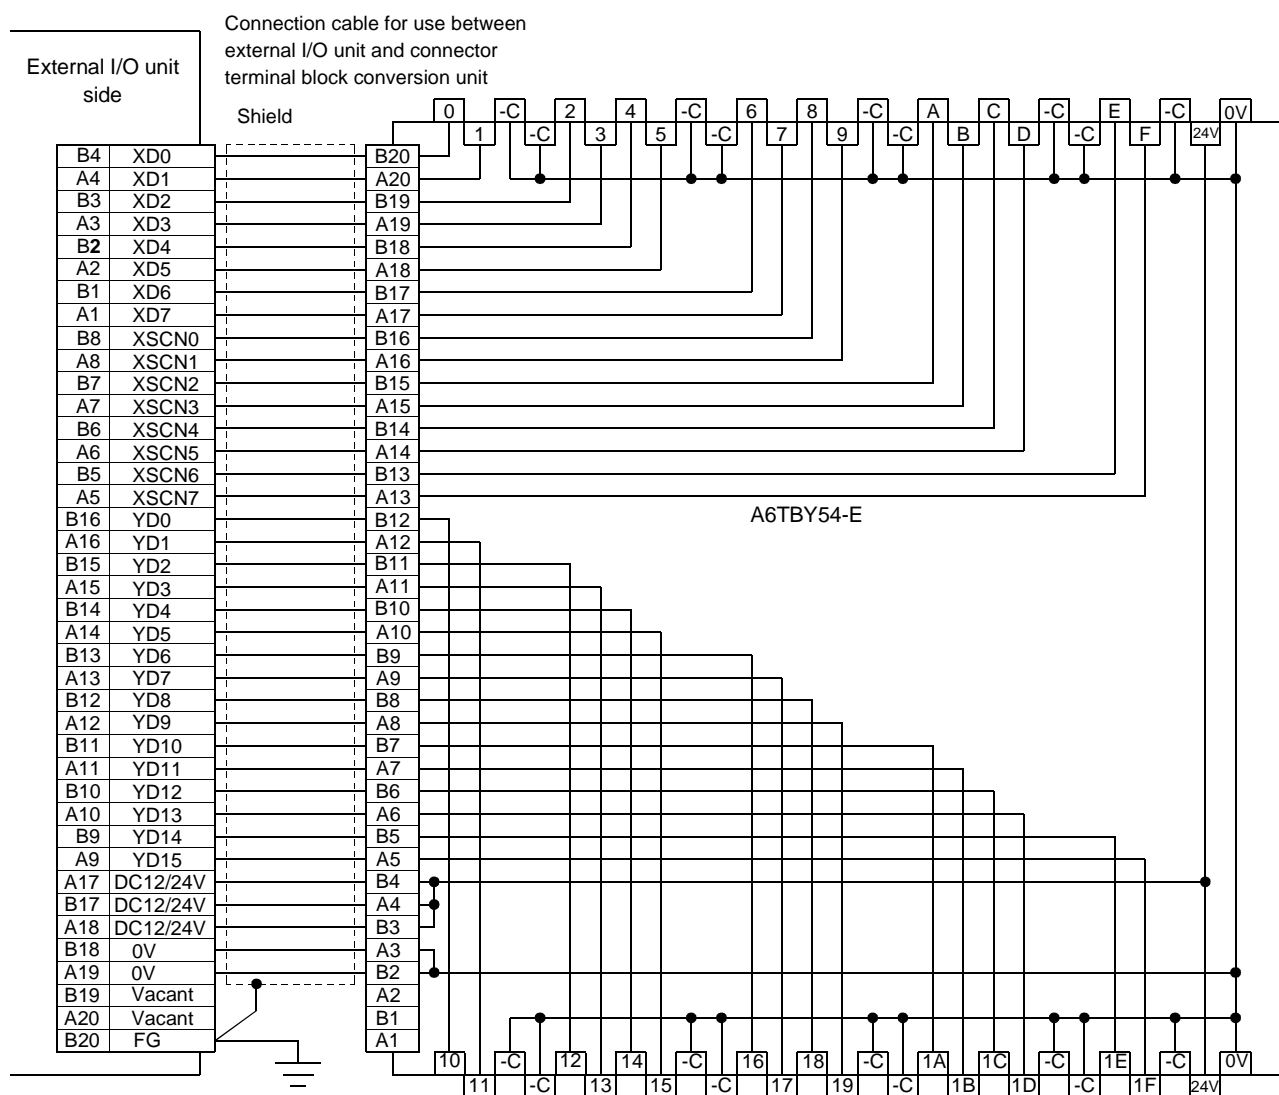 Connection cable for use between
external I/O unit and connector
terminal block conversion unit
External I/O unit
side
Shield
0 -C 2 4 -C 6 8 -C A C -C E -C 0V
1 -C 3 5 -C 7 9 -C B D -C F 24V
B4 XD0 B20
A4 XD1 A20
B3 XD2 B19
A3 XD3 A19
B2 XD4 B18
A2 XD5 A18
B1 XD6 B17
A1 XD7 A17
B8 XSCN0 B16
A8 XSCN1 A16
B7 XSCN2 B15
A7 XSCN3 A15
B6 XSCN4 B14
A6 XSCN5 A14
B5 XSCN6 B13
A5 XSCN7 A13
A6TBY54-E
B16 YD0 B12
A16 YD1 A12
B15 YD2 B11
A15 YD3 A11
B14 YD4 B10
A14 YD5 A10
B13 YD6 B9
A13 YD7 A9
B12 YD8 B8
A12 YD9 A8
B11 YD10 B7
A11 YD11 A7
B10 YD12 B6
A10 YD13 A6
B9 YD14 B5
A9 YD15 A5
A17 DC12/24V B4
B17 DC12/24V A4
A18 DC12/24V B3
B18 0V A3
A19 0V B2
B19 Vacant A2
A20 Vacant B1
B20 FG A1
10 -C 12 14 -C 16 18 -C 1A 1C -C 1E -C 0V
11 -C 13 15 -C 17 19 -C 1B 1D -C 1F 24V